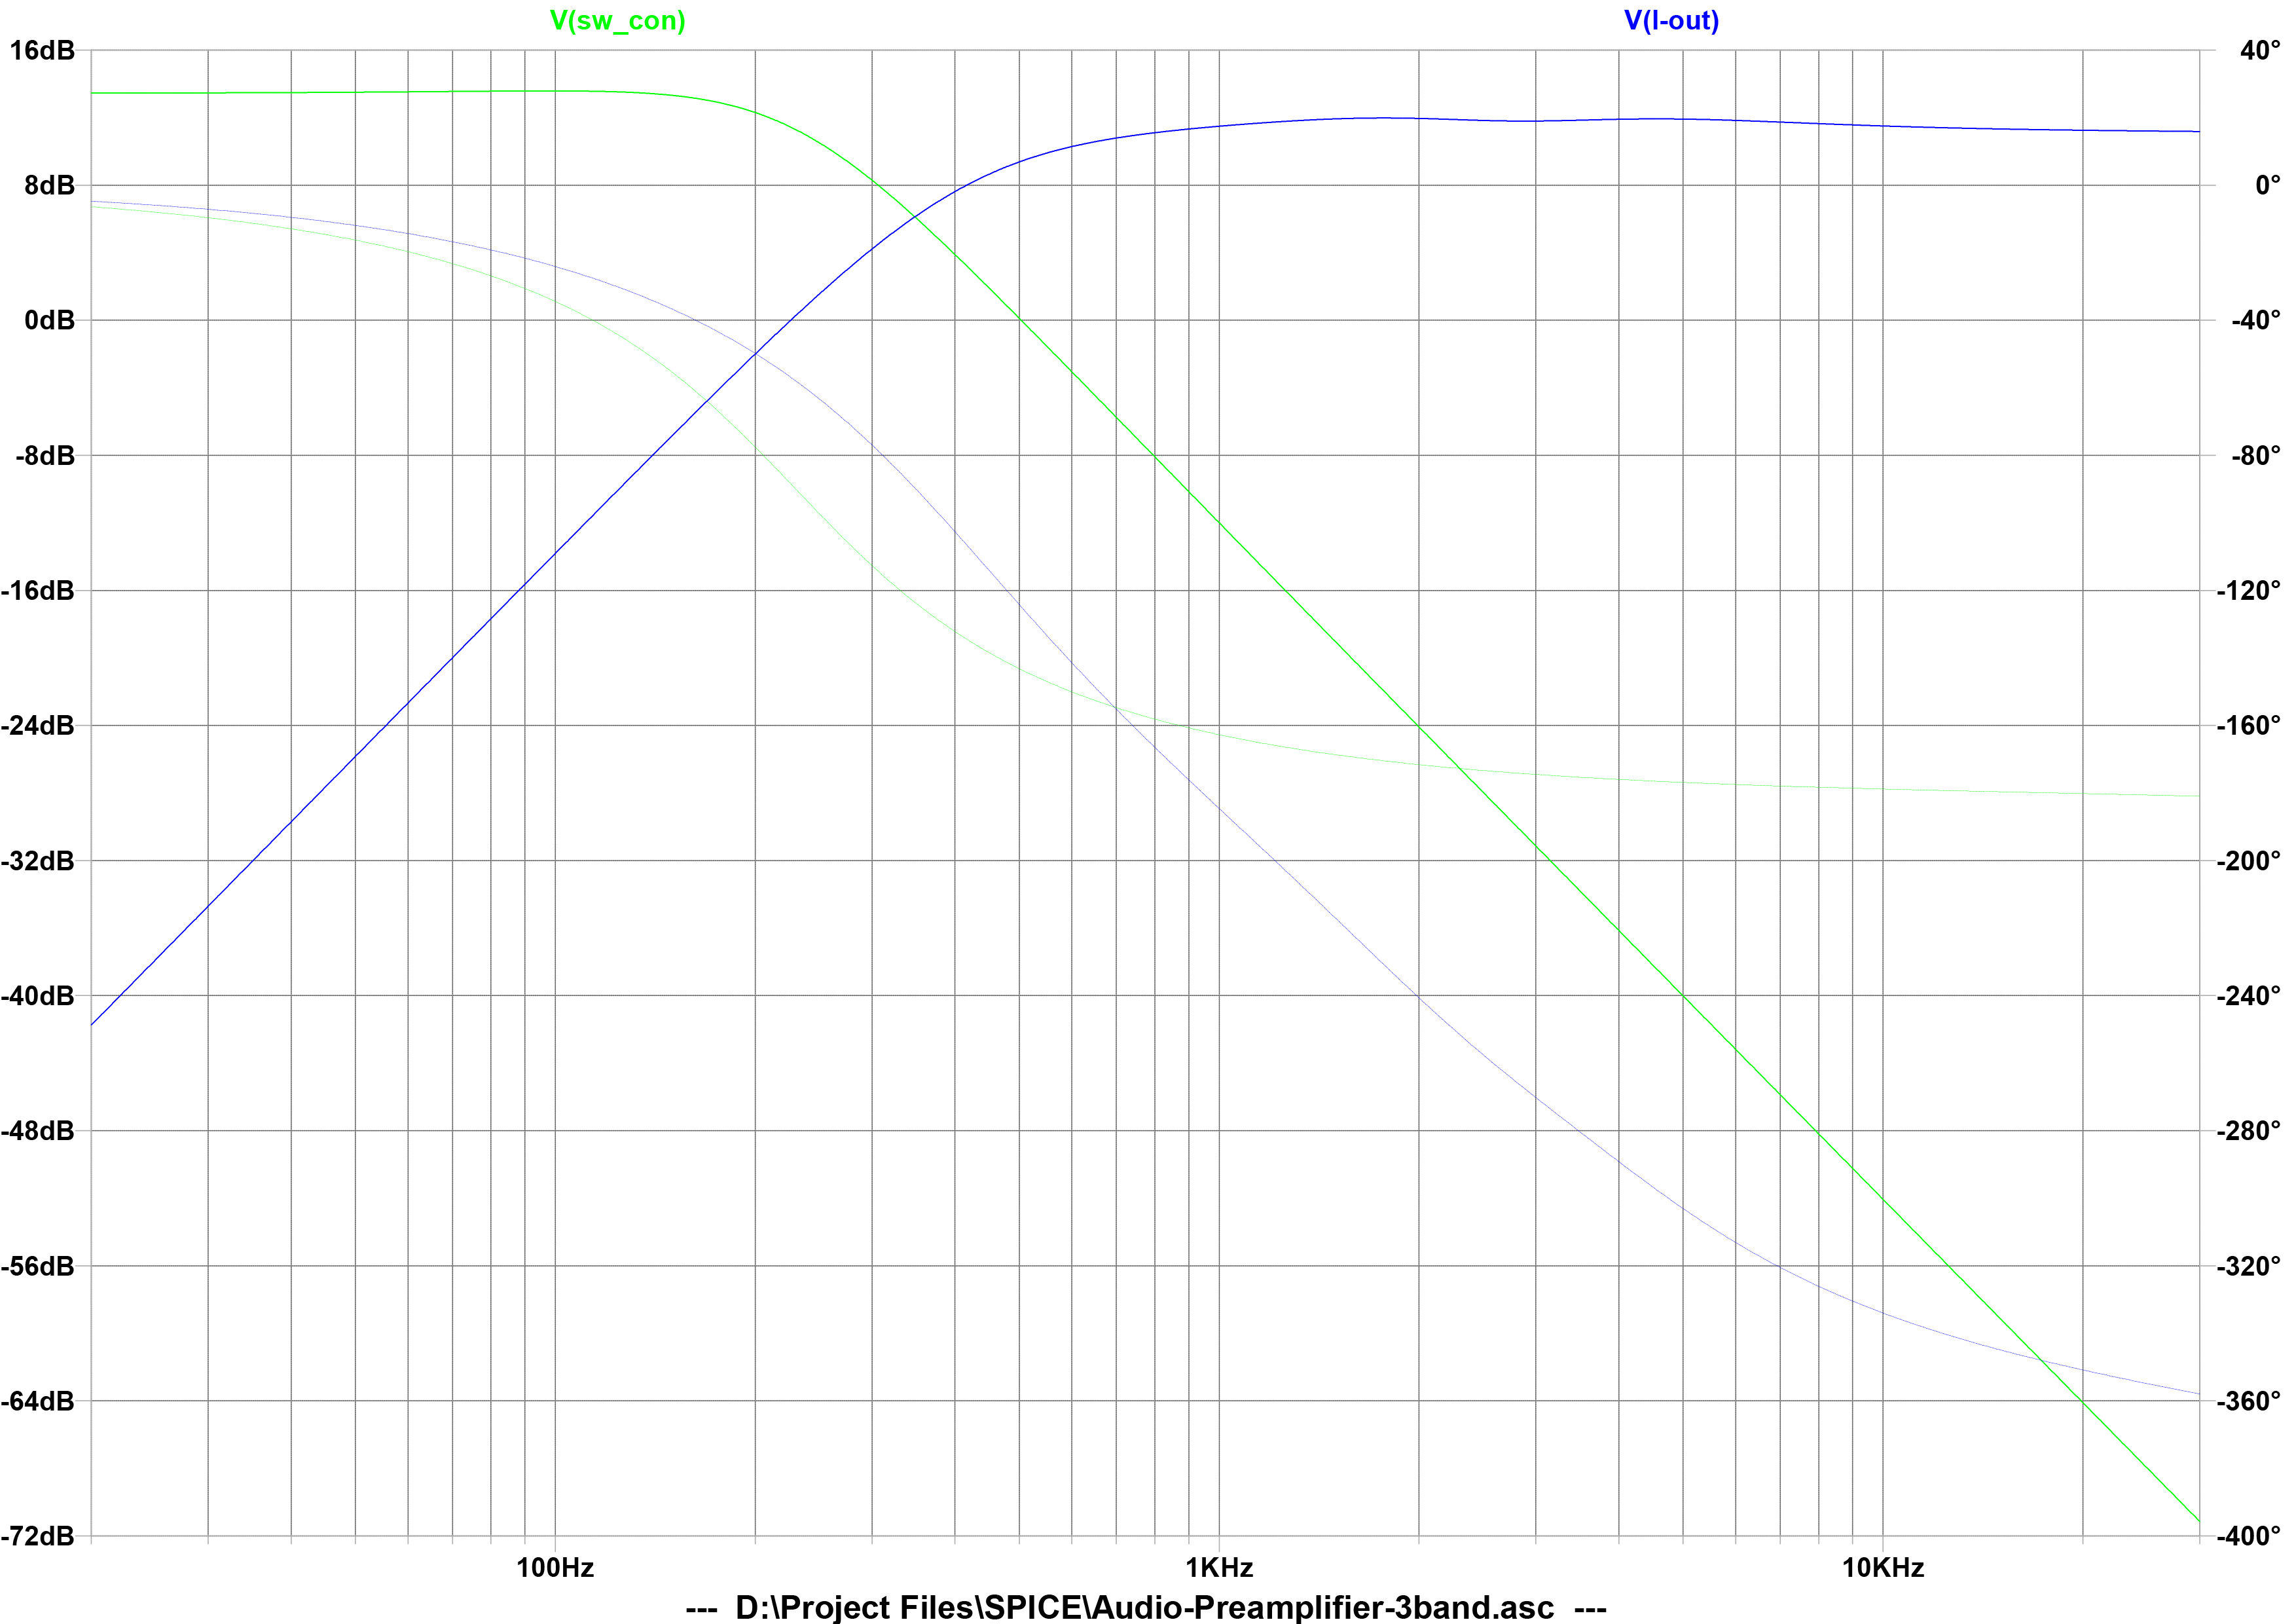 V(sw_con) V(l-out)
16dB 40°
8dB 0°
0dB -40°
-8dB -80°
-16dB -120°
-24dB -160°
-32dB -200°
-40dB -240°
-48dB -280°
-56dB -320°
-64dB -360°
-72dB -400°
100Hz 1KHz 10KHz
--- D:\Project Files\SPICE\Audio-Preamplifier-3band.asc ---